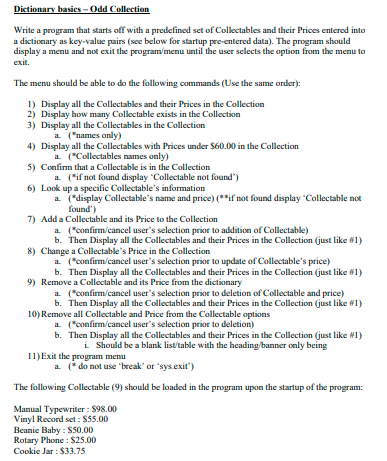 Dictionary basics – Odd Collection
Write a program that starts off with a predefined set of Collectables and their Prices entered into
a dictionary as key-value pairs (see below for startup pre-entered data). The program should
display a menu and not exit the program/menu until the user selects the option from the menu to
exit.
The menu should be able to do the following commands (Use the same order):
1) Display all the Collectables and their Prices in the Collection
2) Display how many Collectable exists in the Collection
3) Display all the Collectables in the Collection
a. (*names only)
4) Display all the Collectables with Prices under $60.00 in the Collection
a. (*Collectables names only)
5) Confirm that a Collectable is in the Collection
a. (*if not found display ‘Collectable not found’)
6) Look up a specific Collectable’s information
a. (*display Collectable’s name and price) (**if not found display ‘Collectable not
found’)
7) Add a Collectable and its Price to the Collection
a. (*confirm/cancel user’s selection prior to addition of Collectable)
b. Then Display all the Collectables and their Prices in the Collection (just like #1)
8) Change a Collectable’s Price in the Collection
a. (*confirm/cancel user’s selection prior to update of Collectable’s price)
b. Then Display all the Collectables and their Prices in the Collection (just like #1)
9) Remove a Collectable and its Price from the dictionary
a. (*confirm/cancel user’s selection prior to deletion of Collectable and price)
b. Then Display all the Collectables and their Prices in the Collection (just like #1)
10) Remove all Collectable and Price from the Collectable options
a. (*confirm/cancel user’s selection prior to deletion)
b. Then Display all the Collectables and their Prices in the Collection (just like #1)
i. Should be a blank list/table with the heading/banner only being
11) Exit the program menu
a. (* do not use ‘break’ or ‘sys.exit’)
The following Collectable (9) should be loaded in the program upon the startup of the program:
Manual Typewriter : $98.00
Vinyl Record set : $55.00
Beanie Baby : $50.00
Rotary Phone : $25.00
Cookie Jar : $33.75